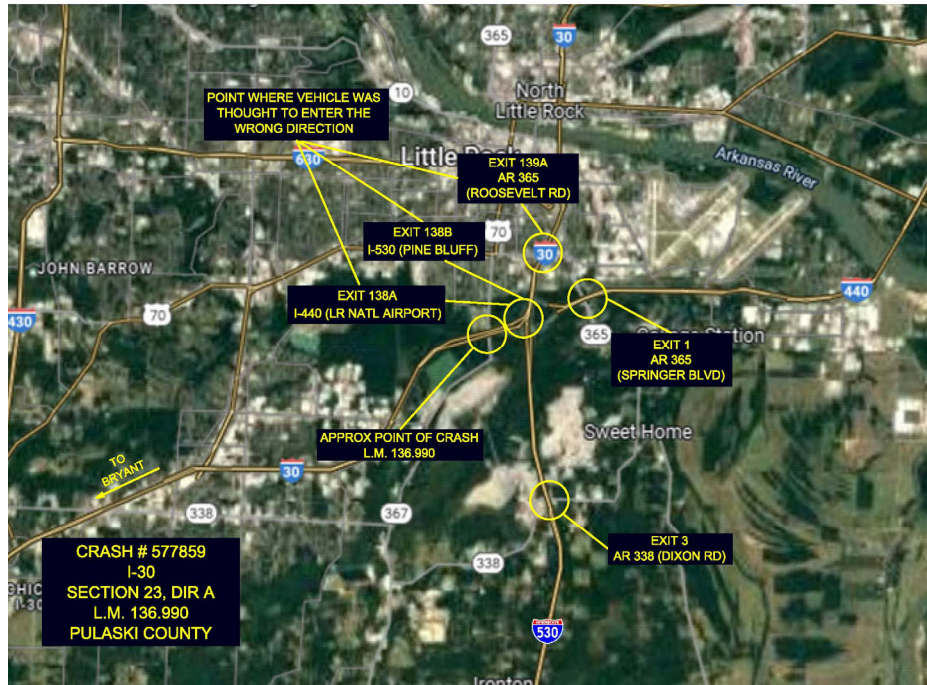 365
30
North
Little Rock
10
POINT WHERE VEHICLE WAS
THOUGHT TO ENTER THE
WRONG DIRECTION
630
Little Rock
EXIT 139A
AR 365
(ROOSEVELT RD)
Arkansas River
70
EXIT 138B
I-530 (PINE BLUFF)
30
JOHN BARROW
EXIT 138A
I-440 (LR NATL AIRPORT)
440
430
70
365
Station
EXIT 1
AR 365
(SPRINGER BLVD)
APPROX POINT OF CRASH
L.M. 136.990
Sweet Home
TO
BRYANT
30
338
367
EXIT 3
AR 338 (DIXON RD)
338
CRASH # 577859
I-30
SECTION 23, DIR A
L.M. 136.990
PULASKI COUNTY
INTERSTATE
530
Ironton